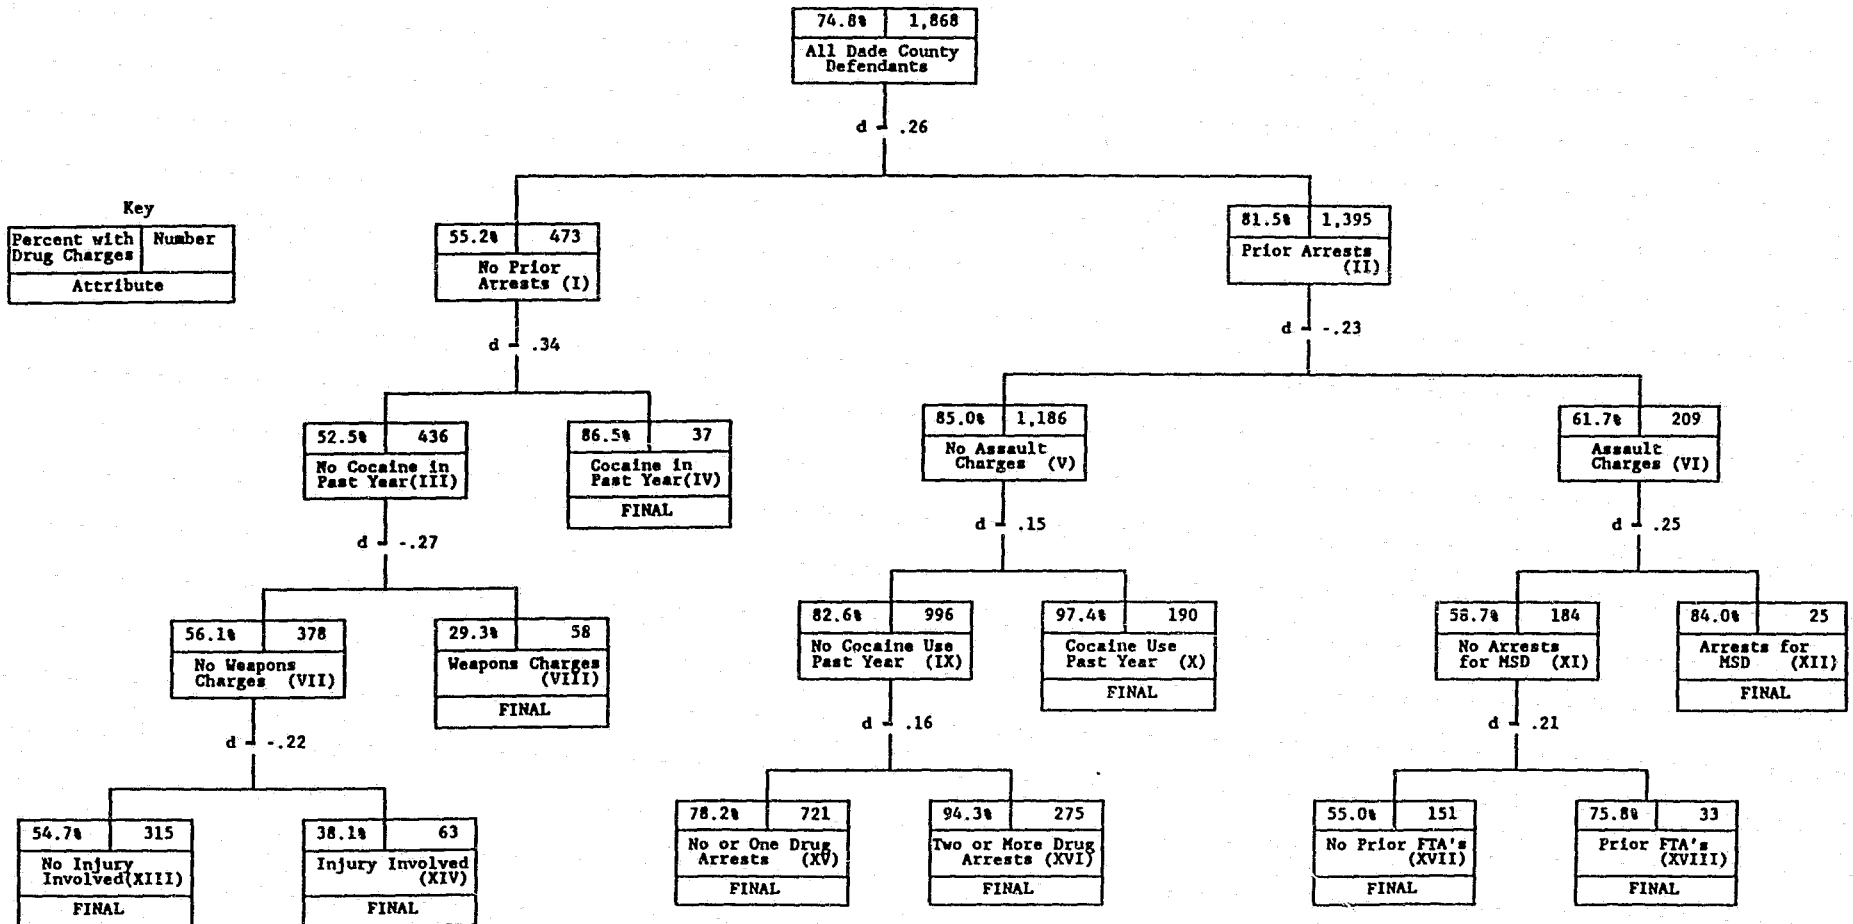 74.8% 1,868
All Dade County
Defendants
d = .26
Key
Percent with Number
Drug Charges
Attribute
55.2% 473
No Prior
Arrests (I)
81.5% 1,395
Prior Arrests
(II)
d = .34
d = -.23
52.5% 436
No Cocaine in
Past Year(III)
86.5% 37
Cocaine in
Past Year(IV)
FINAL
85.0% 1,186
No Assault
Charges (V)
61.7% 209
Assault
Charges (VI)
d = -.27
d = .15
d = .25
56.1% 378
No Weapons
Charges (VII)
29.3% 58
Weapons Charges
(VIII)
FINAL
82.6% 996
No Cocaine Use
Past Year (IX)
97.4% 190
Cocaine Use
Past Year (X)
FINAL
58.7% 184
No Arrests
for MSD (XI)
84.0% 25
Arrests for
MSD (XII)
FINAL
d = -.22
d = .16
d = .21
54.7% 315
No Injury
Involved(XIII)
FINAL
38.1% 63
Injury Involved
(XIV)
FINAL
78.2% 721
No or One Drug
Arrests (XV)
FINAL
94.3% 275
Two or More Drug
Arrests (XVI)
FINAL
55.0% 151
No Prior FTA's
(XVII)
FINAL
75.8% 33
Prior FTA's
(XVIII)
FINAL